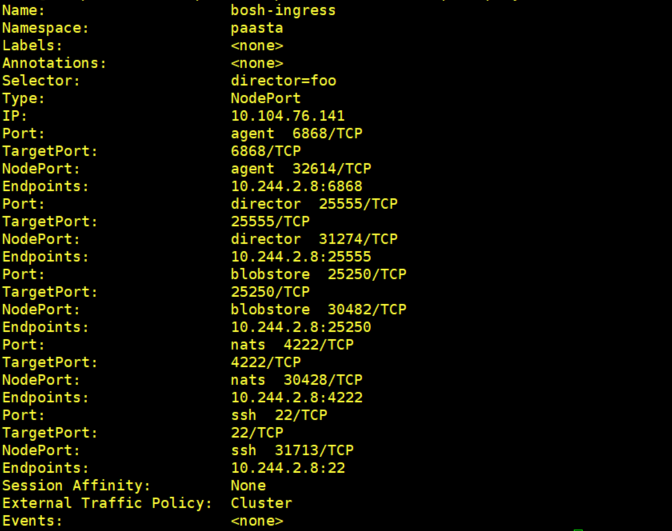 Name: bosh-ingress
Namespace: paasta
Labels: <none>
Annotations: <none>
Selector: director=foo
Type: NodePort
IP: 10.104.76.141
Port: agent 6868/TCP
TargetPort: 6868/TCP
NodePort: agent 32614/TCP
Endpoints: 10.244.2.8:6868
Port: director 25555/TCP
TargetPort: 25555/TCP
NodePort: director 31274/TCP
Endpoints: 10.244.2.8:25555
Port: blobstore 25250/TCP
TargetPort: 25250/TCP
NodePort: blobstore 30482/TCP
Endpoints: 10.244.2.8:25250
Port: nats 4222/TCP
TargetPort: 4222/TCP
NodePort: nats 30428/TCP
Endpoints: 10.244.2.8:4222
Port: ssh 22/TCP
TargetPort: 22/TCP
NodePort: ssh 31713/TCP
Endpoints: 10.244.2.8:22
Session Affinity: None
External Traffic Policy: Cluster
Events: <none>